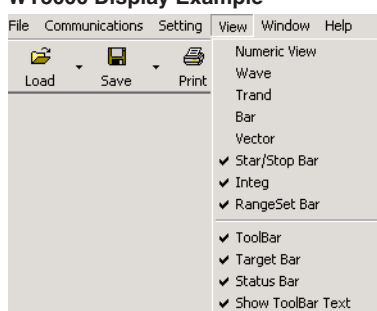 WT3000 Display Example
File Communications Setting View Window Help
Load Save Print
Numeric View
Wave
Trand
Bar
Vector
Star/Stop Bar
Integ
RangeSet Bar
ToolBar
Target Bar
Status Bar
Show ToolBar Text